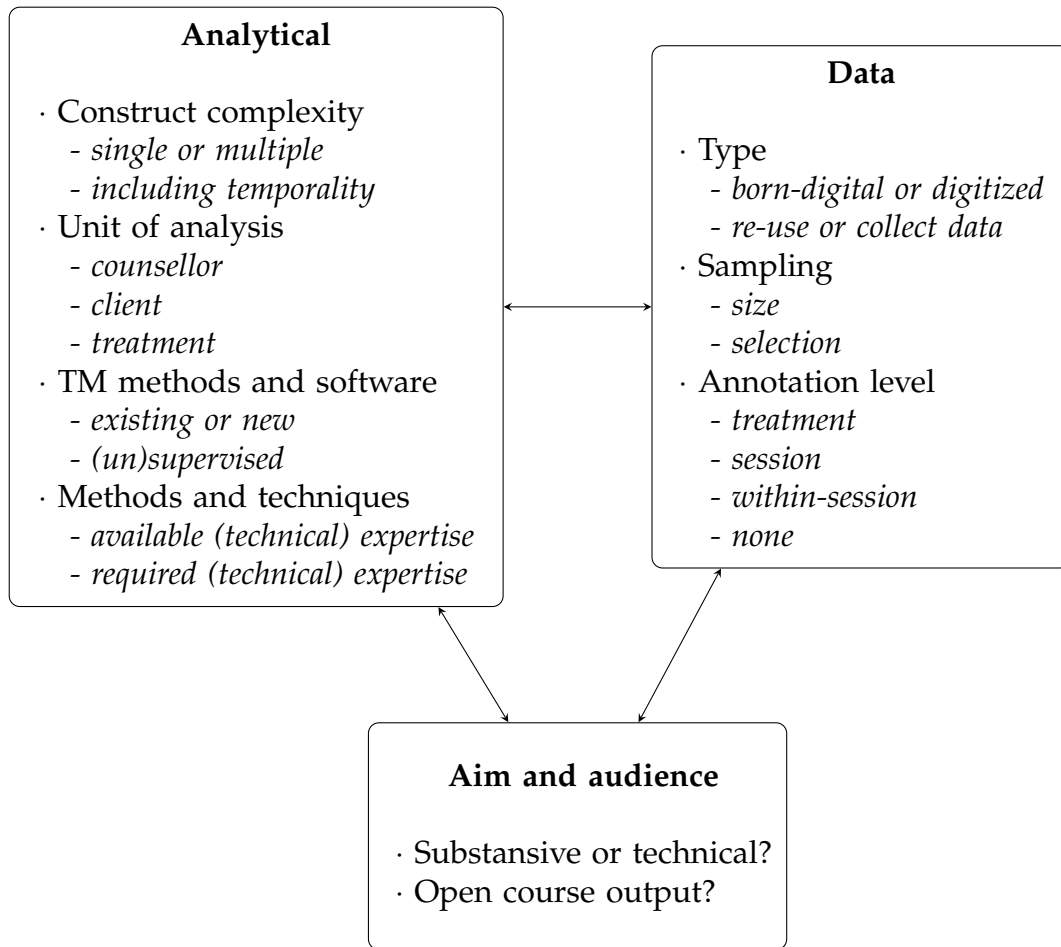 Analytical
· Construct complexity
- single or multiple
- including temporality
· Unit of analysis
- counsellor
- client
- treatment
· TM methods and software
- existing or new
- (un)supervised
· Methods and techniques
- available (technical) expertise
- required (technical) expertise
Data
· Type
- born-digital or digitized
- re-use or collect data
· Sampling
- size
- selection
· Annotation level
- treatment
- session
- within-session
- none
Aim and audience
· Substansive or technical?
· Open course output?